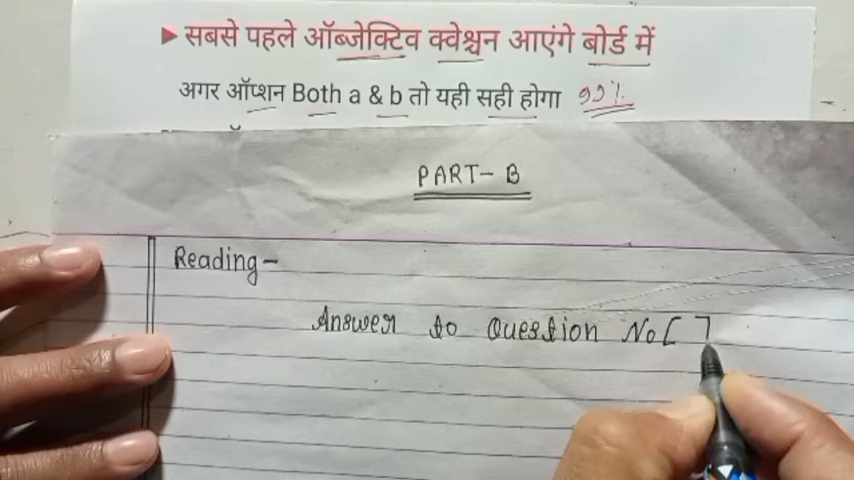 ▶ सबसे पहले ऑब्जेक्टिव क्वेश्चन आएंगे बोर्ड में
अगर ऑप्शन Both a & b तो यही सही होगा 99%
PART- B
Reading-
Answer to Question No [ ]